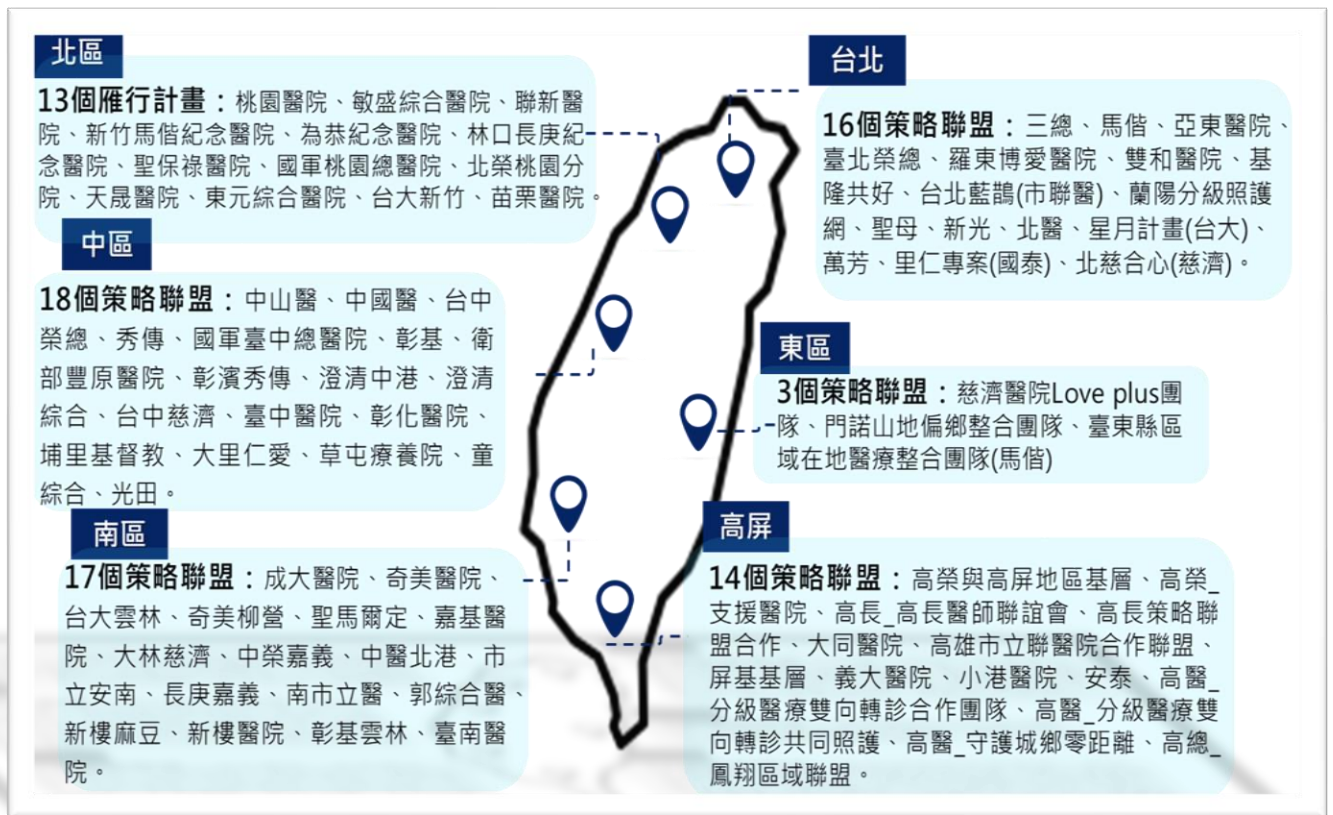 北區
13個雁行計畫：桃園醫院、敏盛綜合醫院、聯新醫
院、新竹馬偕紀念醫院、為恭紀念醫院、林口長庚紀
念醫院、聖保祿醫院、國軍桃園總醫院、北榮桃園分
院、天晟醫院、東元綜合醫院、台大新竹、苗栗醫院。
台北
16個策略聯盟：三總、馬偕、亞東醫院、
臺北榮總、羅東博愛醫院、雙和醫院、基
隆共好、台北藍鵲(市聯醫)、蘭陽分級照護
網、聖母、新光、北醫、星月計畫(台大)、
萬芳、里仁專案(國泰)、北慈合心(慈濟)。
中區
18個策略聯盟：中山醫、中國醫、台中
榮總、秀傳、國軍臺中總醫院、彰基、衛
部豐原醫院、彰濱秀傳、澄清中港、澄清
綜合、台中慈濟、臺中醫院、彰化醫院、
埔里基督教、大里仁愛、草屯療養院、童
綜合、光田。
東區
3個策略聯盟：慈濟醫院Love plus團
隊、門諾山地偏鄉整合團隊、臺東縣區
域在地醫療整合團隊(馬偕)
南區
17個策略聯盟：成大醫院、奇美醫院、
台大雲林、奇美柳營、聖馬爾定、嘉基醫
院、大林慈濟、中榮嘉義、中醫北港、市
立安南、長庚嘉義、南市立醫、郭綜合醫、
新樓麻豆、新樓醫院、彰基雲林、臺南醫
院。
高屏
14個策略聯盟：高榮與高屏地區基層、高榮_
支援醫院、高長_高長醫師聯誼會、高長策略聯
盟合作、大同醫院、高雄市立聯醫院合作聯盟、
屏基基層、義大醫院、小港醫院、安泰、高醫_
分級醫療雙向轉診合作團隊、高醫_分級醫療雙
向轉診共同照護、高醫_守護城鄉零距離、高總_
鳳翔區域聯盟。